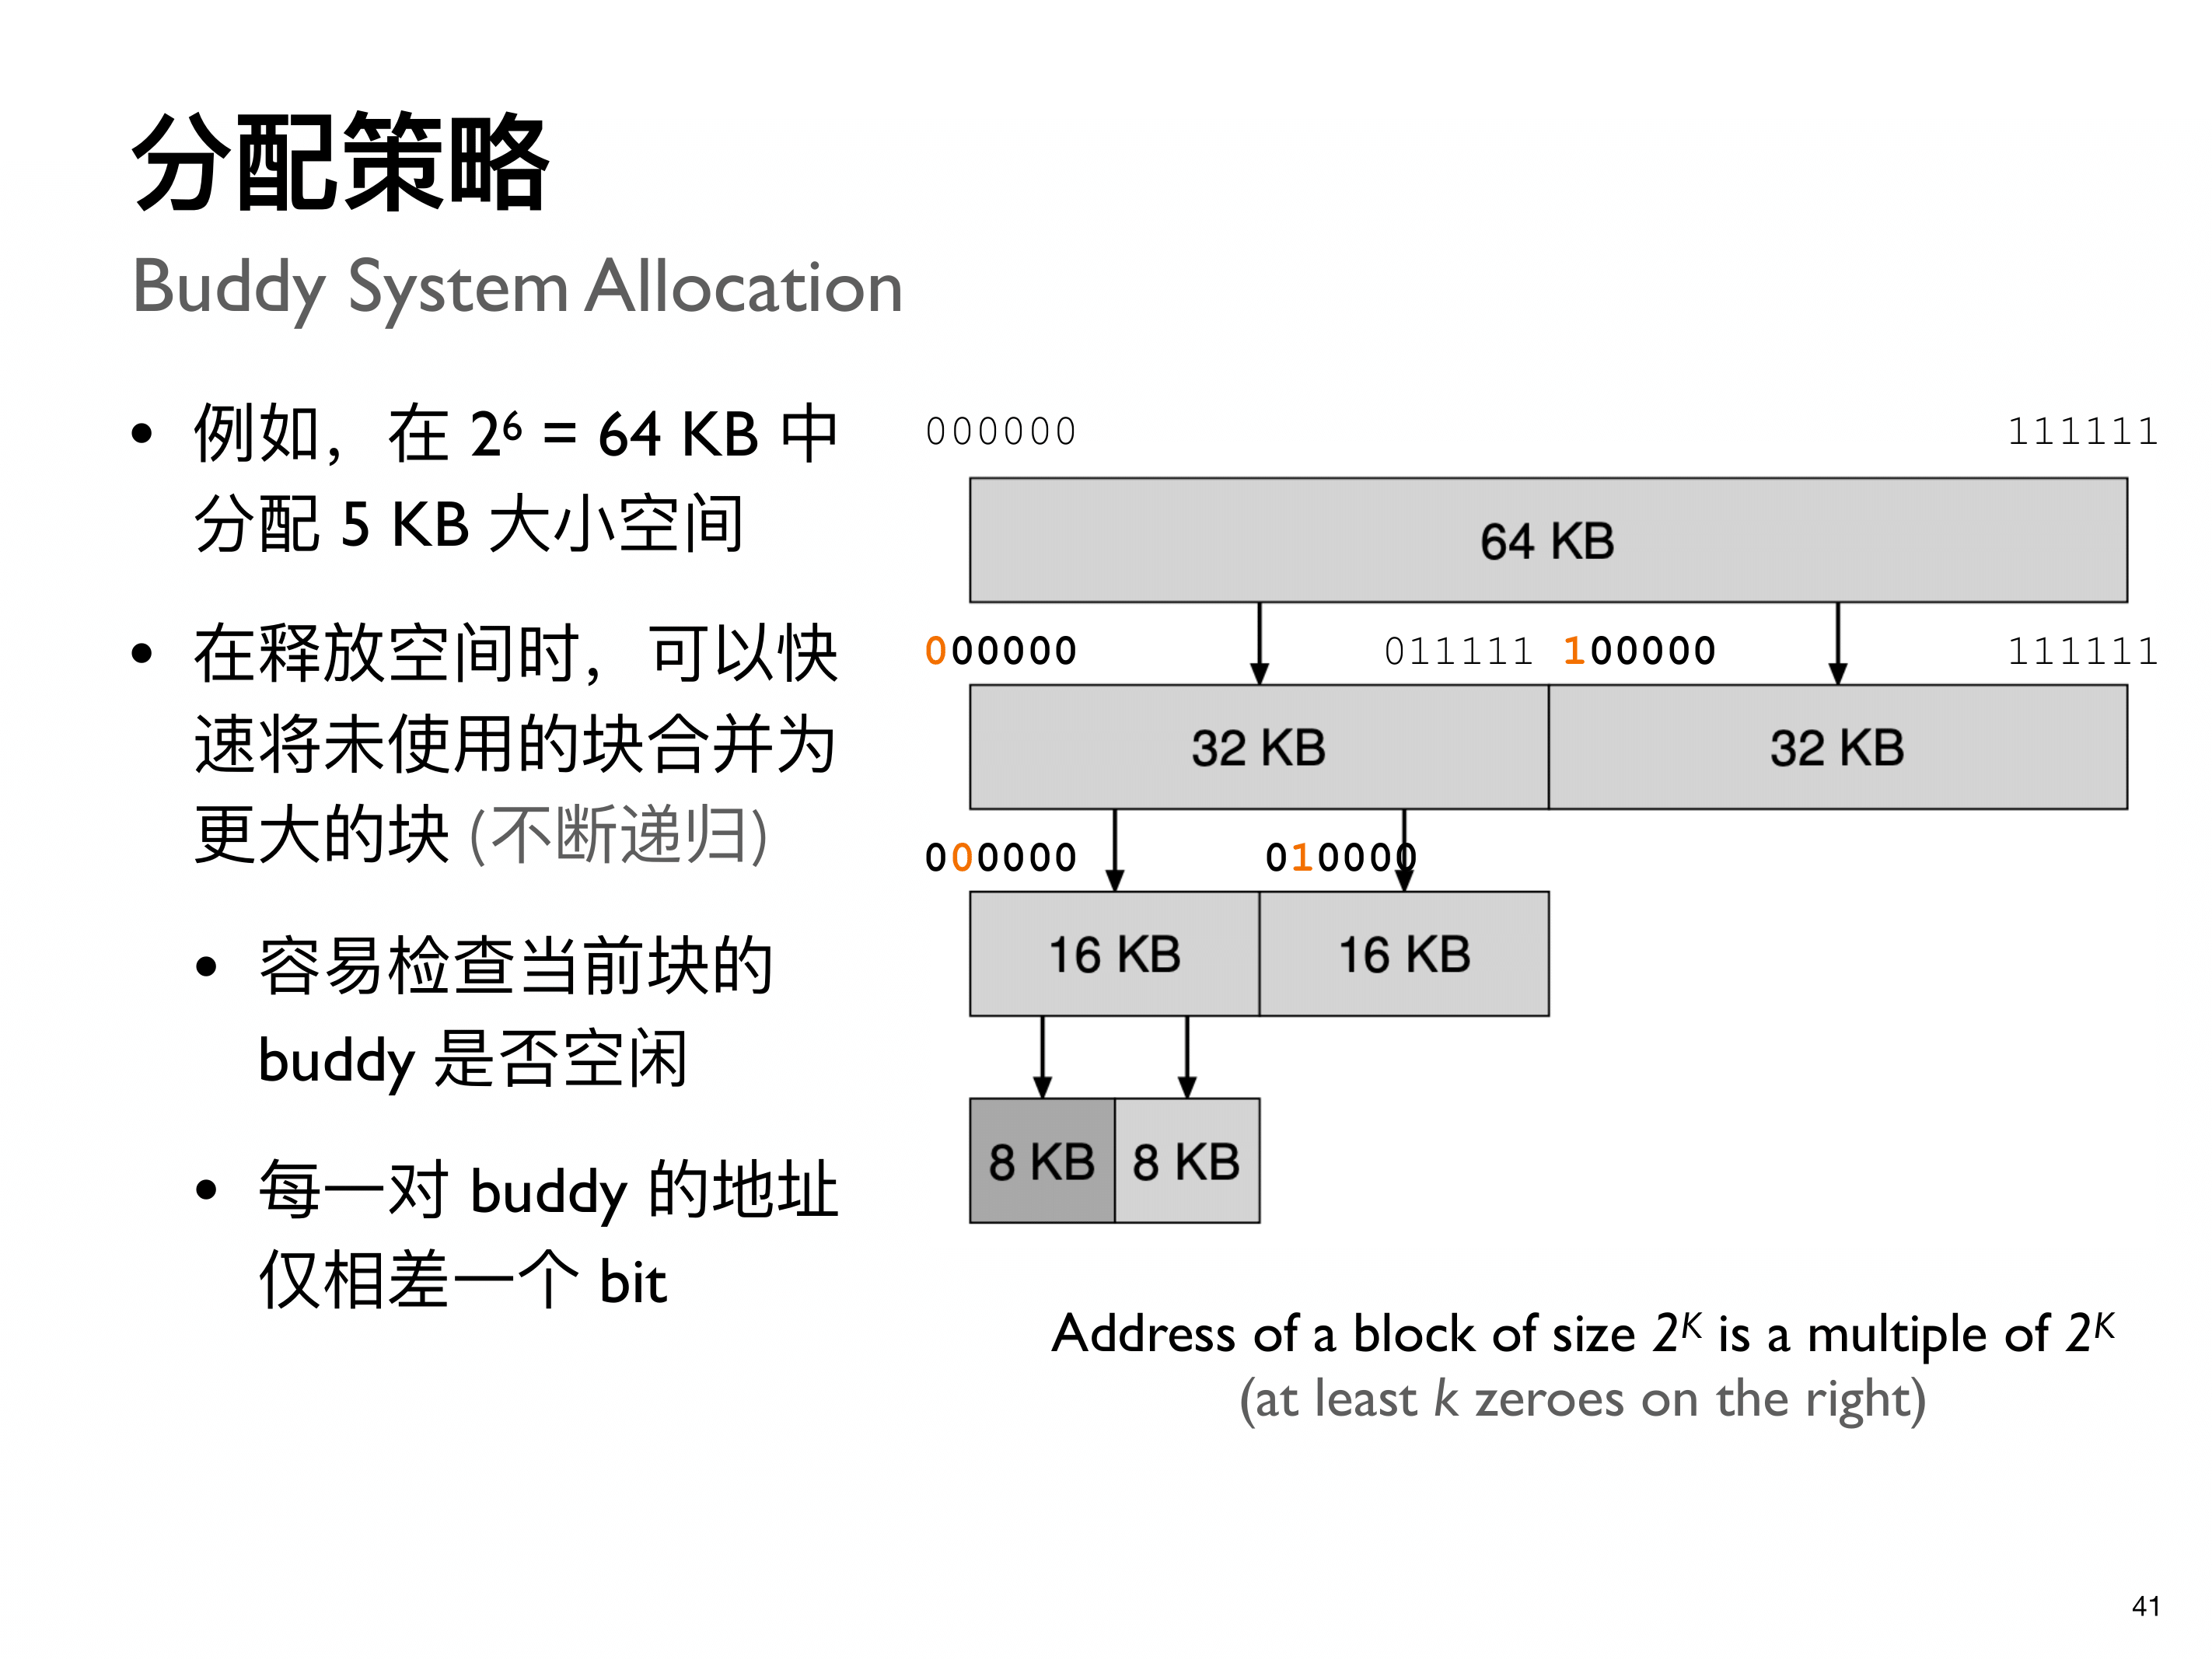 分配策略
Buddy System Allocation
• 例如，在 2⁶ = 64 KB 中
分配 5 KB 大小空间
• 在释放空间时，可以快
速将未使用的块合并为
更大的块 (不断递归)
• 容易检查当前块的
buddy 是否空闲
• 每一对 buddy 的地址
仅相差一个 bit
000000 111111
64 KB
000000 011111 100000 111111
32 KB 32 KB
000000 010000
16 KB 16 KB
8 KB 8 KB
Address of a block of size 2ᴷ is a multiple of 2ᴷ
(at least k zeroes on the right)
41